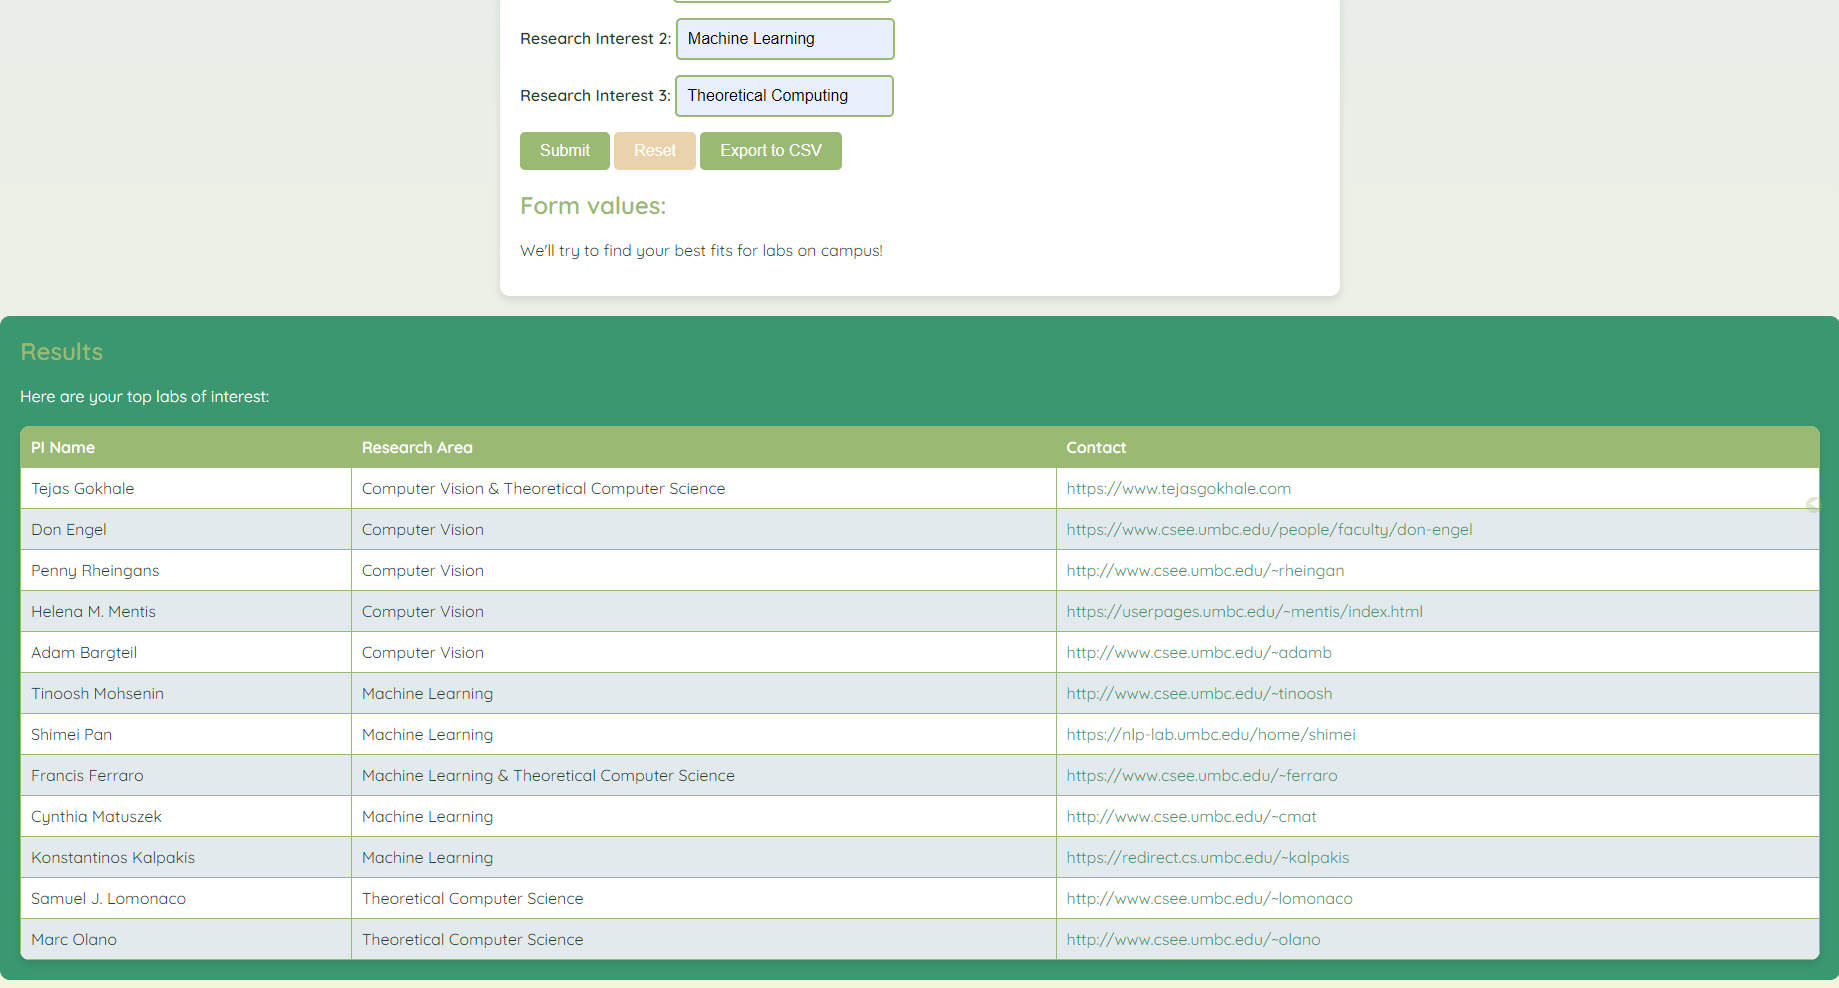 Research Interest 2: Machine Learning
Research Interest 3: Theoretical Computing
Submit Reset Export to CSV
Form values:
We'll try to find your best fits for labs on campus!
Results
Here are your top labs of interest:
PI Name Research Area Contact
Tejas Gokhale Computer Vision & Theoretical Computer Science https://www.tejasgokhale.com
Don Engel Computer Vision https://www.csee.umbc.edu/people/faculty/don-engel
Penny Rheingans Computer Vision http://www.csee.umbc.edu/~rheingan
Helena M. Mentis Computer Vision https://userpages.umbc.edu/~mentis/index.html
Adam Bargteil Computer Vision http://www.csee.umbc.edu/~adamb
Tinoosh Mohsenin Machine Learning http://www.csee.umbc.edu/~tinoosh
Shimei Pan Machine Learning https://nlp-lab.umbc.edu/home/shimei
Francis Ferraro Machine Learning & Theoretical Computer Science https://www.csee.umbc.edu/~ferraro
Cynthia Matuszek Machine Learning http://www.csee.umbc.edu/~cmat
Konstantinos Kalpakis Machine Learning https://redirect.cs.umbc.edu/~kalpakis
Samuel J. Lomonaco Theoretical Computer Science http://www.csee.umbc.edu/~lomonaco
Marc Olano Theoretical Computer Science http://www.csee.umbc.edu/~olano